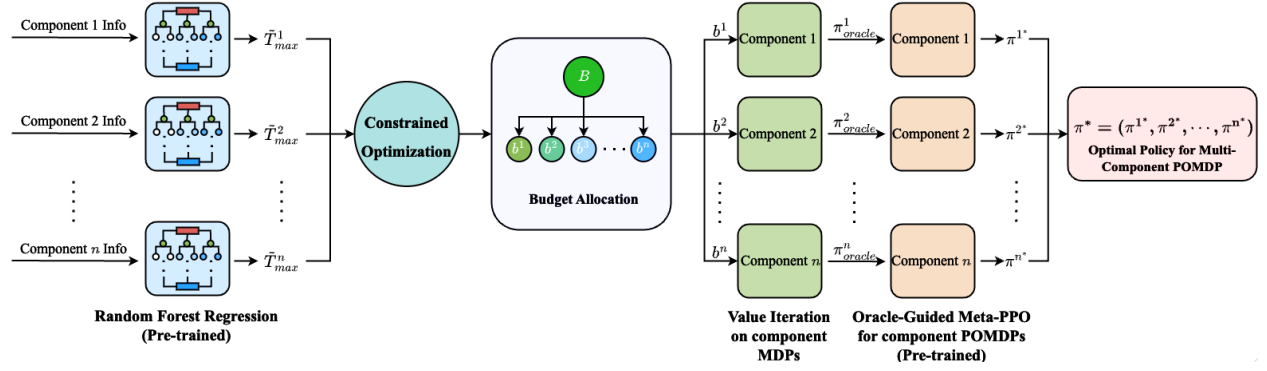 Component 1 Info
T̃¹ₘₐₓ
Component 2 Info
T̃²ₘₐₓ
Component n Info
T̃ⁿₘₐₓ
Random Forest Regression
(Pre-trained)
Constrained
Optimization
B
b¹ b² b³ ··· bⁿ
Budget Allocation
b¹
Component 1
π¹_oracle
Component 1
π¹*
b²
Component 2
π²_oracle
Component 2
π²*
bⁿ
Component n
πⁿ_oracle
Component n
πⁿ*
Value Iteration
on component
MDPs
Oracle-Guided Meta-PPO
for component POMDPs
(Pre-trained)
π* = (π¹*, π²*, ···, πⁿ*)
Optimal Policy for Multi-
Component POMDP